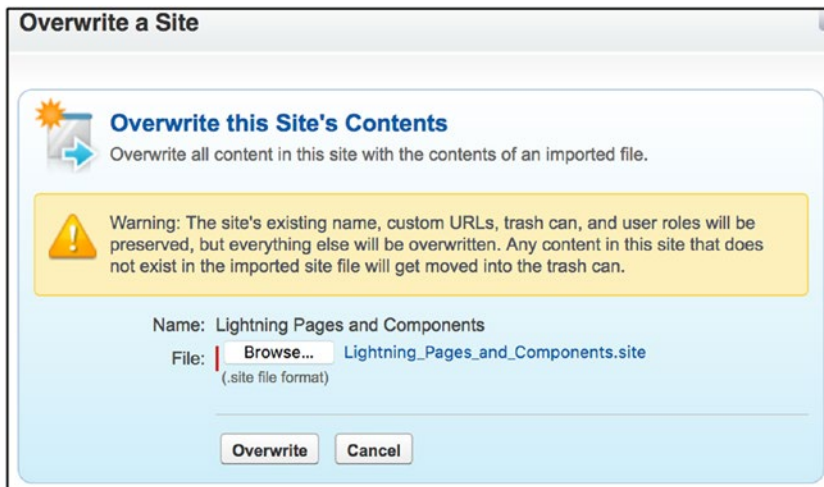 Overwrite a Site
Overwrite this Site's Contents
Overwrite all content in this site with the contents of an imported file.
Warning: The site's existing name, custom URLs, trash can, and user roles will be
preserved, but everything else will be overwritten. Any content in this site that does
not exist in the imported site file will get moved into the trash can.
Name: Lightning Pages and Components
File: Browse... Lightning_Pages_and_Components.site
(.site file format)
Overwrite Cancel